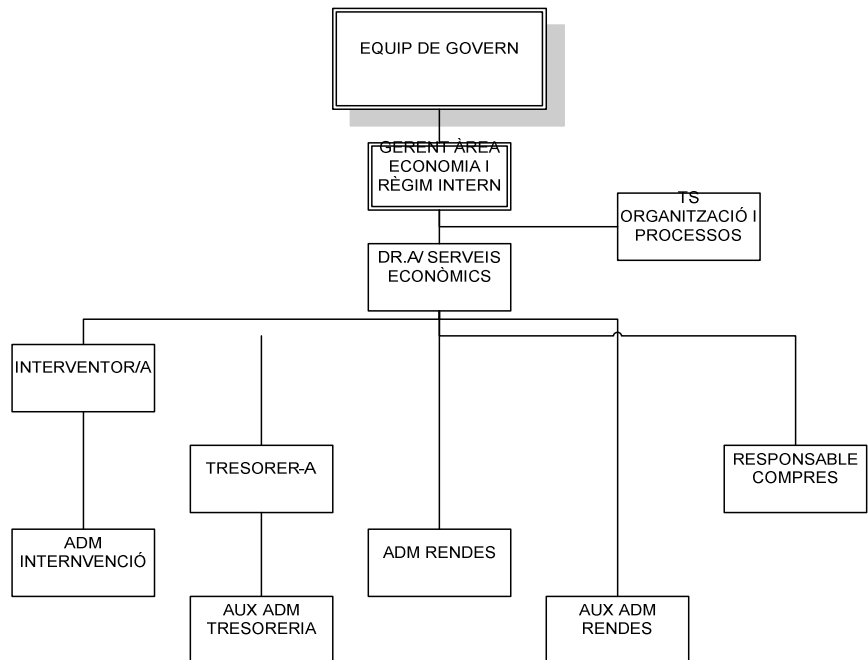 EQUIP DE GOVERN
GERENT ÀREA
ECONOMIA I
RÈGIM INTERN
TS
ORGANITZACIÓ I
PROCESSOS
DR.A/ SERVEIS
ECONÒMICS
INTERVENTOR/A
TRESORER-A
RESPONSABLE
COMPRES
ADM
INTERNVENCIÓ
ADM RENDES
AUX ADM
TRESORERIA
AUX ADM
RENDES